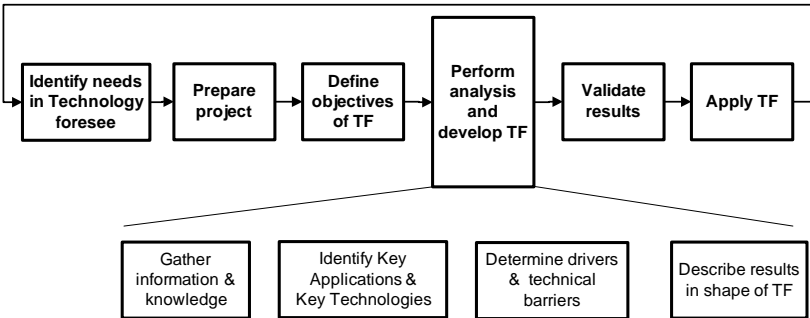 Identify needs
in Technology
foresee
Prepare
project
Define
objectives
of TF
Perform
analysis
and
develop TF
Validate
results
Apply TF
Gather
information &
knowledge
Identify Key
Applications &
Key Technologies
Determine drivers
& technical
barriers
Describe results
in shape of TF